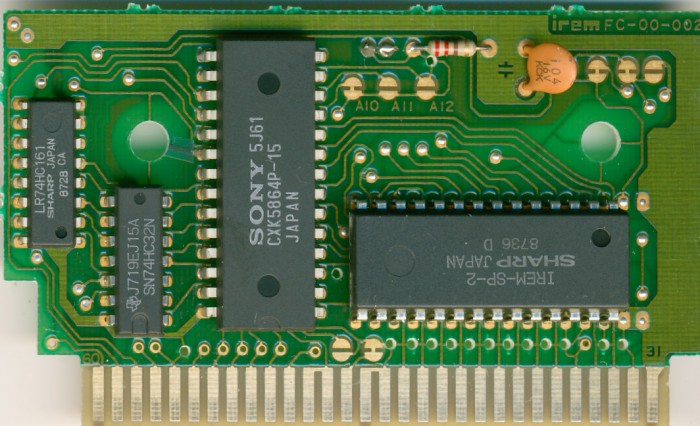 irem FC-00-002
104
A10 A11 A12
LR74HC161
SHARP JAPAN
8728 CA
J719EJ15A
SN74HC32N
SONY 5J61
CXK5864P-15
JAPAN
IREM-SP-2
SHARP JAPAN
8736 D
60
31